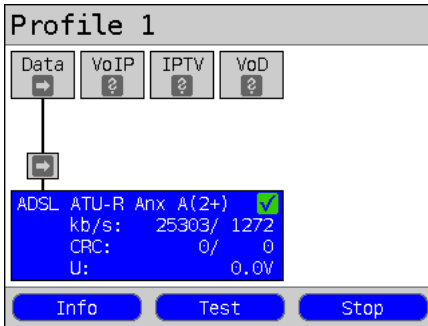 Profile 1
Data VoIP IPTV VoD
ADSL ATU-R Anx A(2+)
kb/s: 25303/ 1272
CRC: 0/ 0
U: 0.0V
Info Test Stop